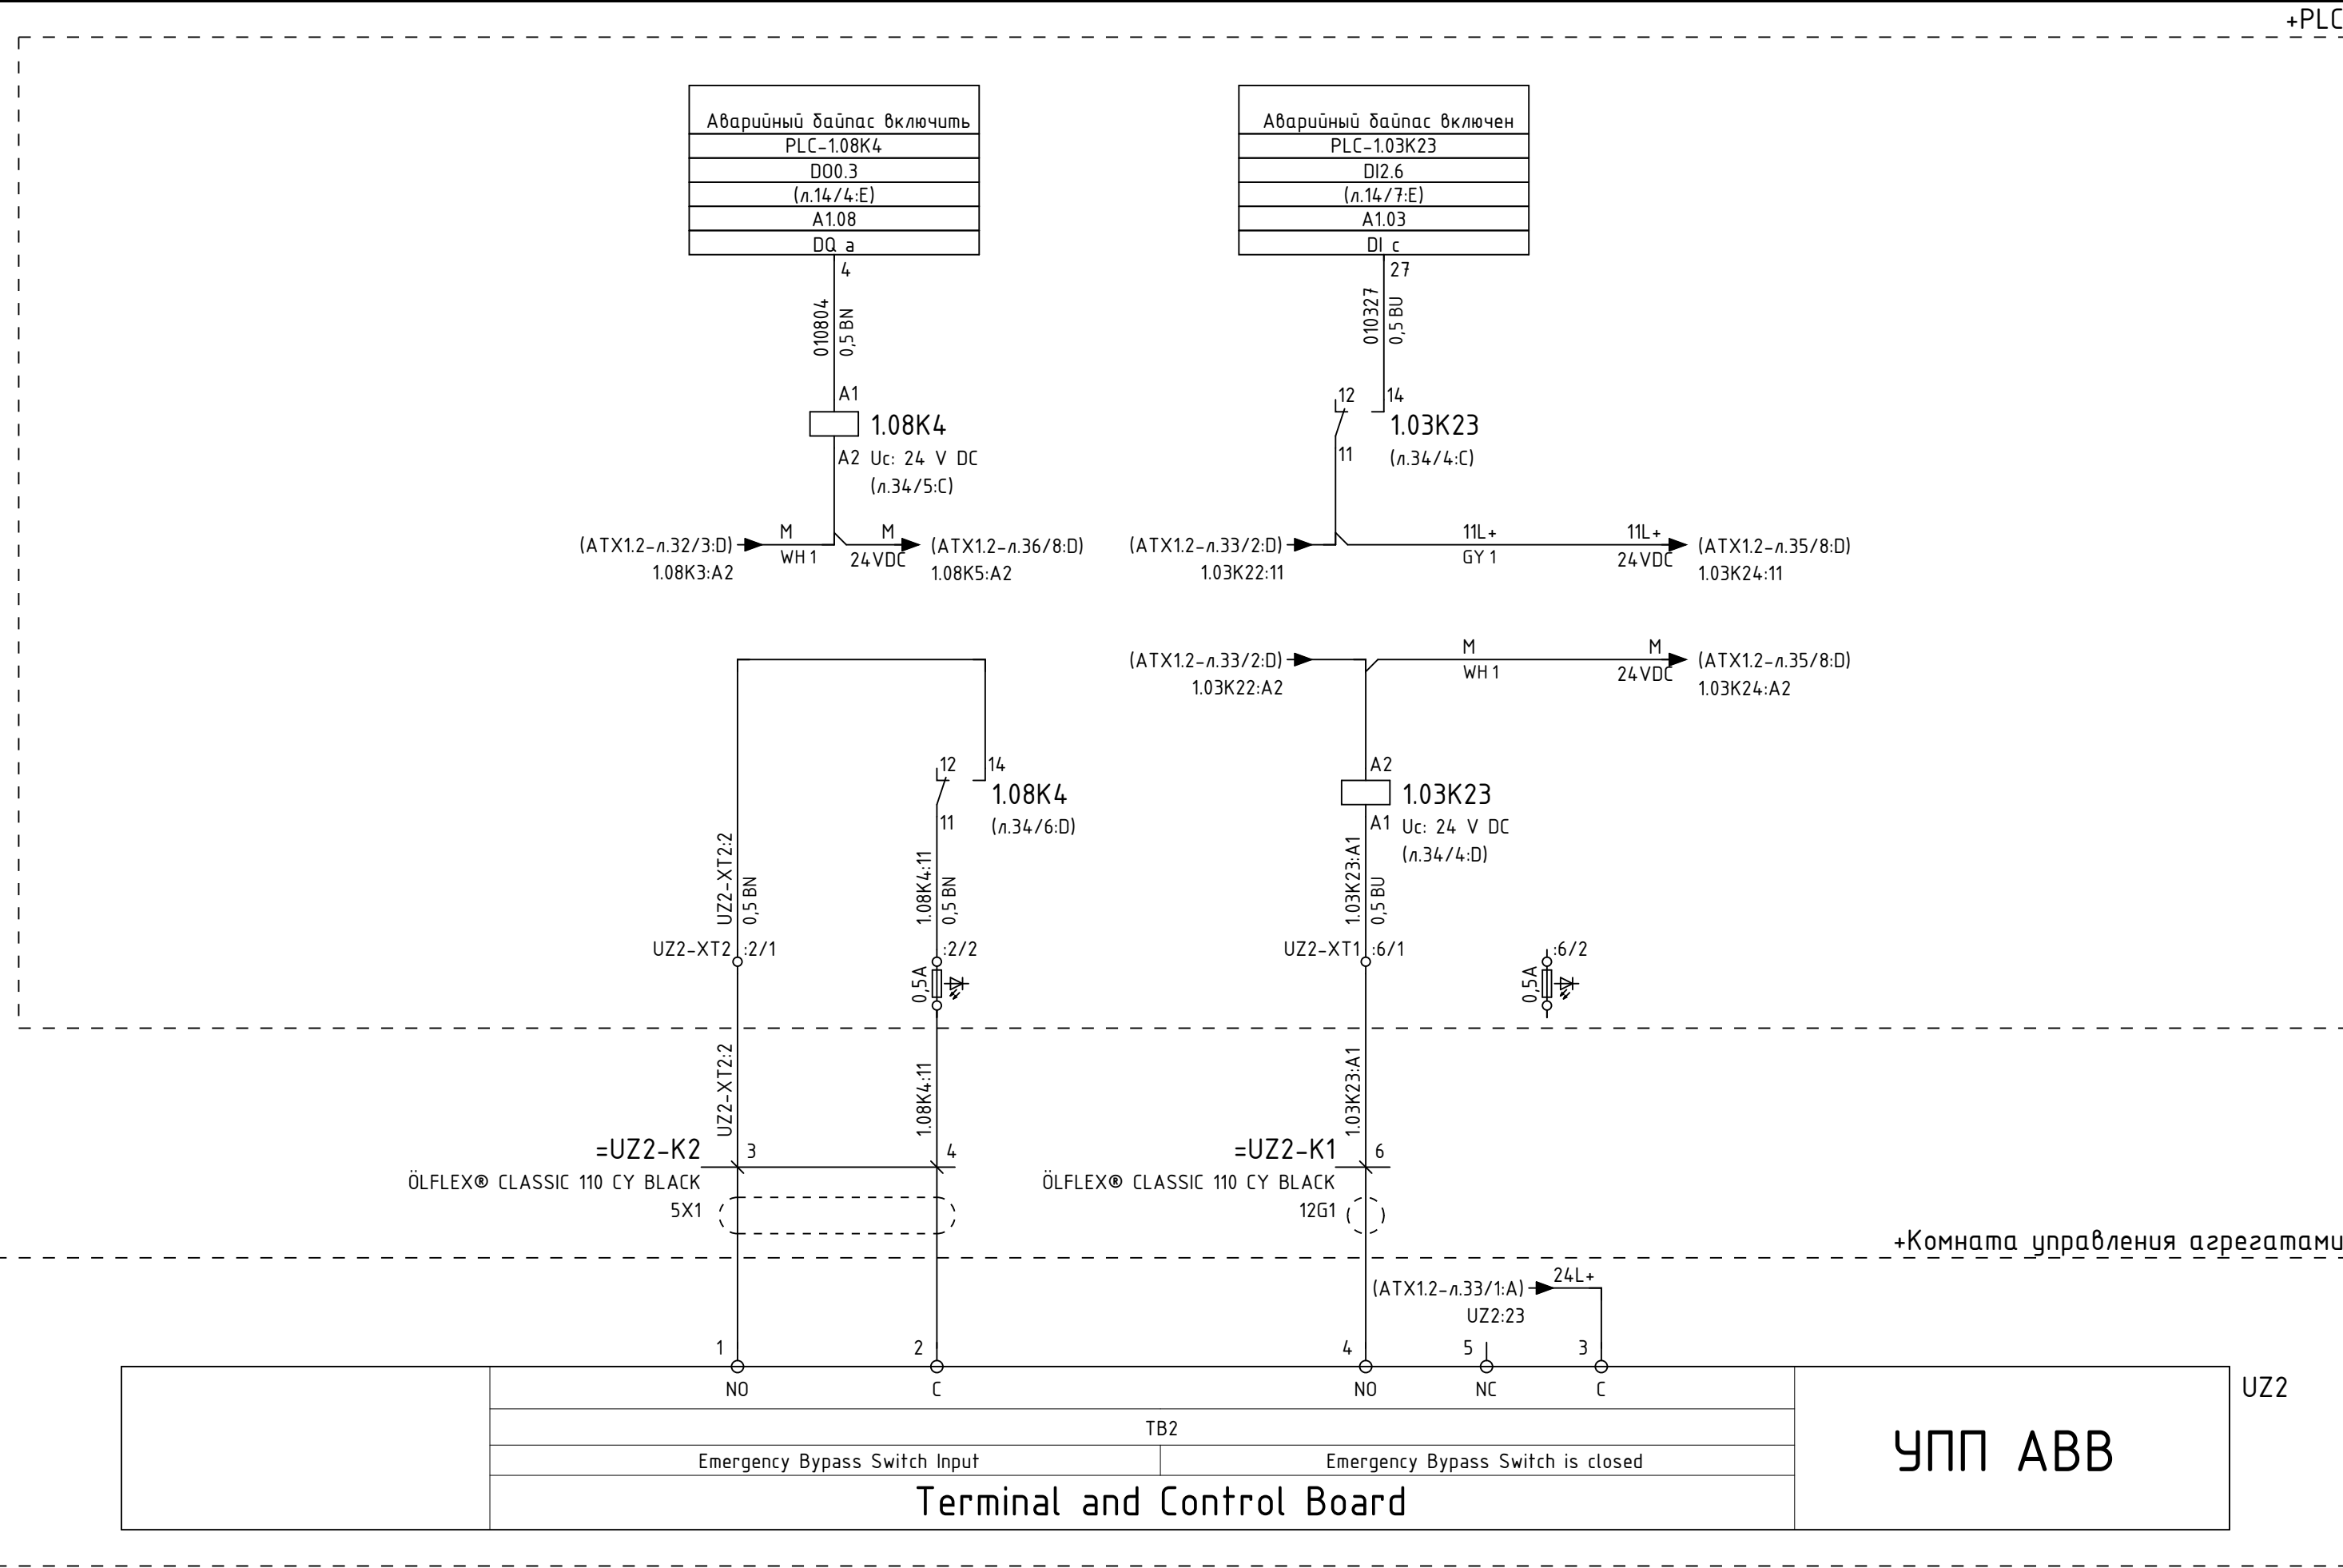 +PLC
Аварийный байпас включить
PLC-1.08K4
DO0.3
(л.14/4:E)
A1.08
DQ a
4
010804
0,5 BN
A1
1.08K4
A2 Uc: 24 V DC
(л.34/5:C)
(ATX1.2-л.32/3:D)
1.08K3:A2
M
WH 1
M
24VDC
(ATX1.2-л.36/8:D)
1.08K5:A2
Аварийный байпас включен
PLC-1.03K23
DI2.6
(л.14/7:E)
A1.03
DI c
27
010327
0,5 BU
12
14
1.03K23
11
(л.34/4:C)
(ATX1.2-л.33/2:D)
1.03K22:11
11L+
GY 1
11L+
24VDC
(ATX1.2-л.35/8:D)
1.03K24:11
(ATX1.2-л.33/2:D)
1.03K22:A2
M
WH 1
M
24VDC
(ATX1.2-л.35/8:D)
1.03K24:A2
12
14
1.08K4
11
(л.34/6:D)
UZ2-XT2:2
0,5 BN
1.08K4:11
0,5 BN
UZ2-XT2 :2/1
:2/2
0,5A
A2
1.03K23
A1 Uc: 24 V DC
(л.34/4:D)
1.03K23:A1
0,5 BU
UZ2-XT1 :6/1
:6/2
0,5A
UZ2-XT2:2
1.08K4:11
1.03K23:A1
=UZ2-K2
3
4
ÖLFLEX® CLASSIC 110 CY BLACK
5X1
=UZ2-K1
6
ÖLFLEX® CLASSIC 110 CY BLACK
12G1
+Комната управления агрегатами
(ATX1.2-л.33/1:A)
24L+
UZ2:23
1
2
4
5
3
NO
C
NO
NC
C
UZ2
TB2
Emergency Bypass Switch Input
Emergency Bypass Switch is closed
Terminal and Control Board
УПП ABB